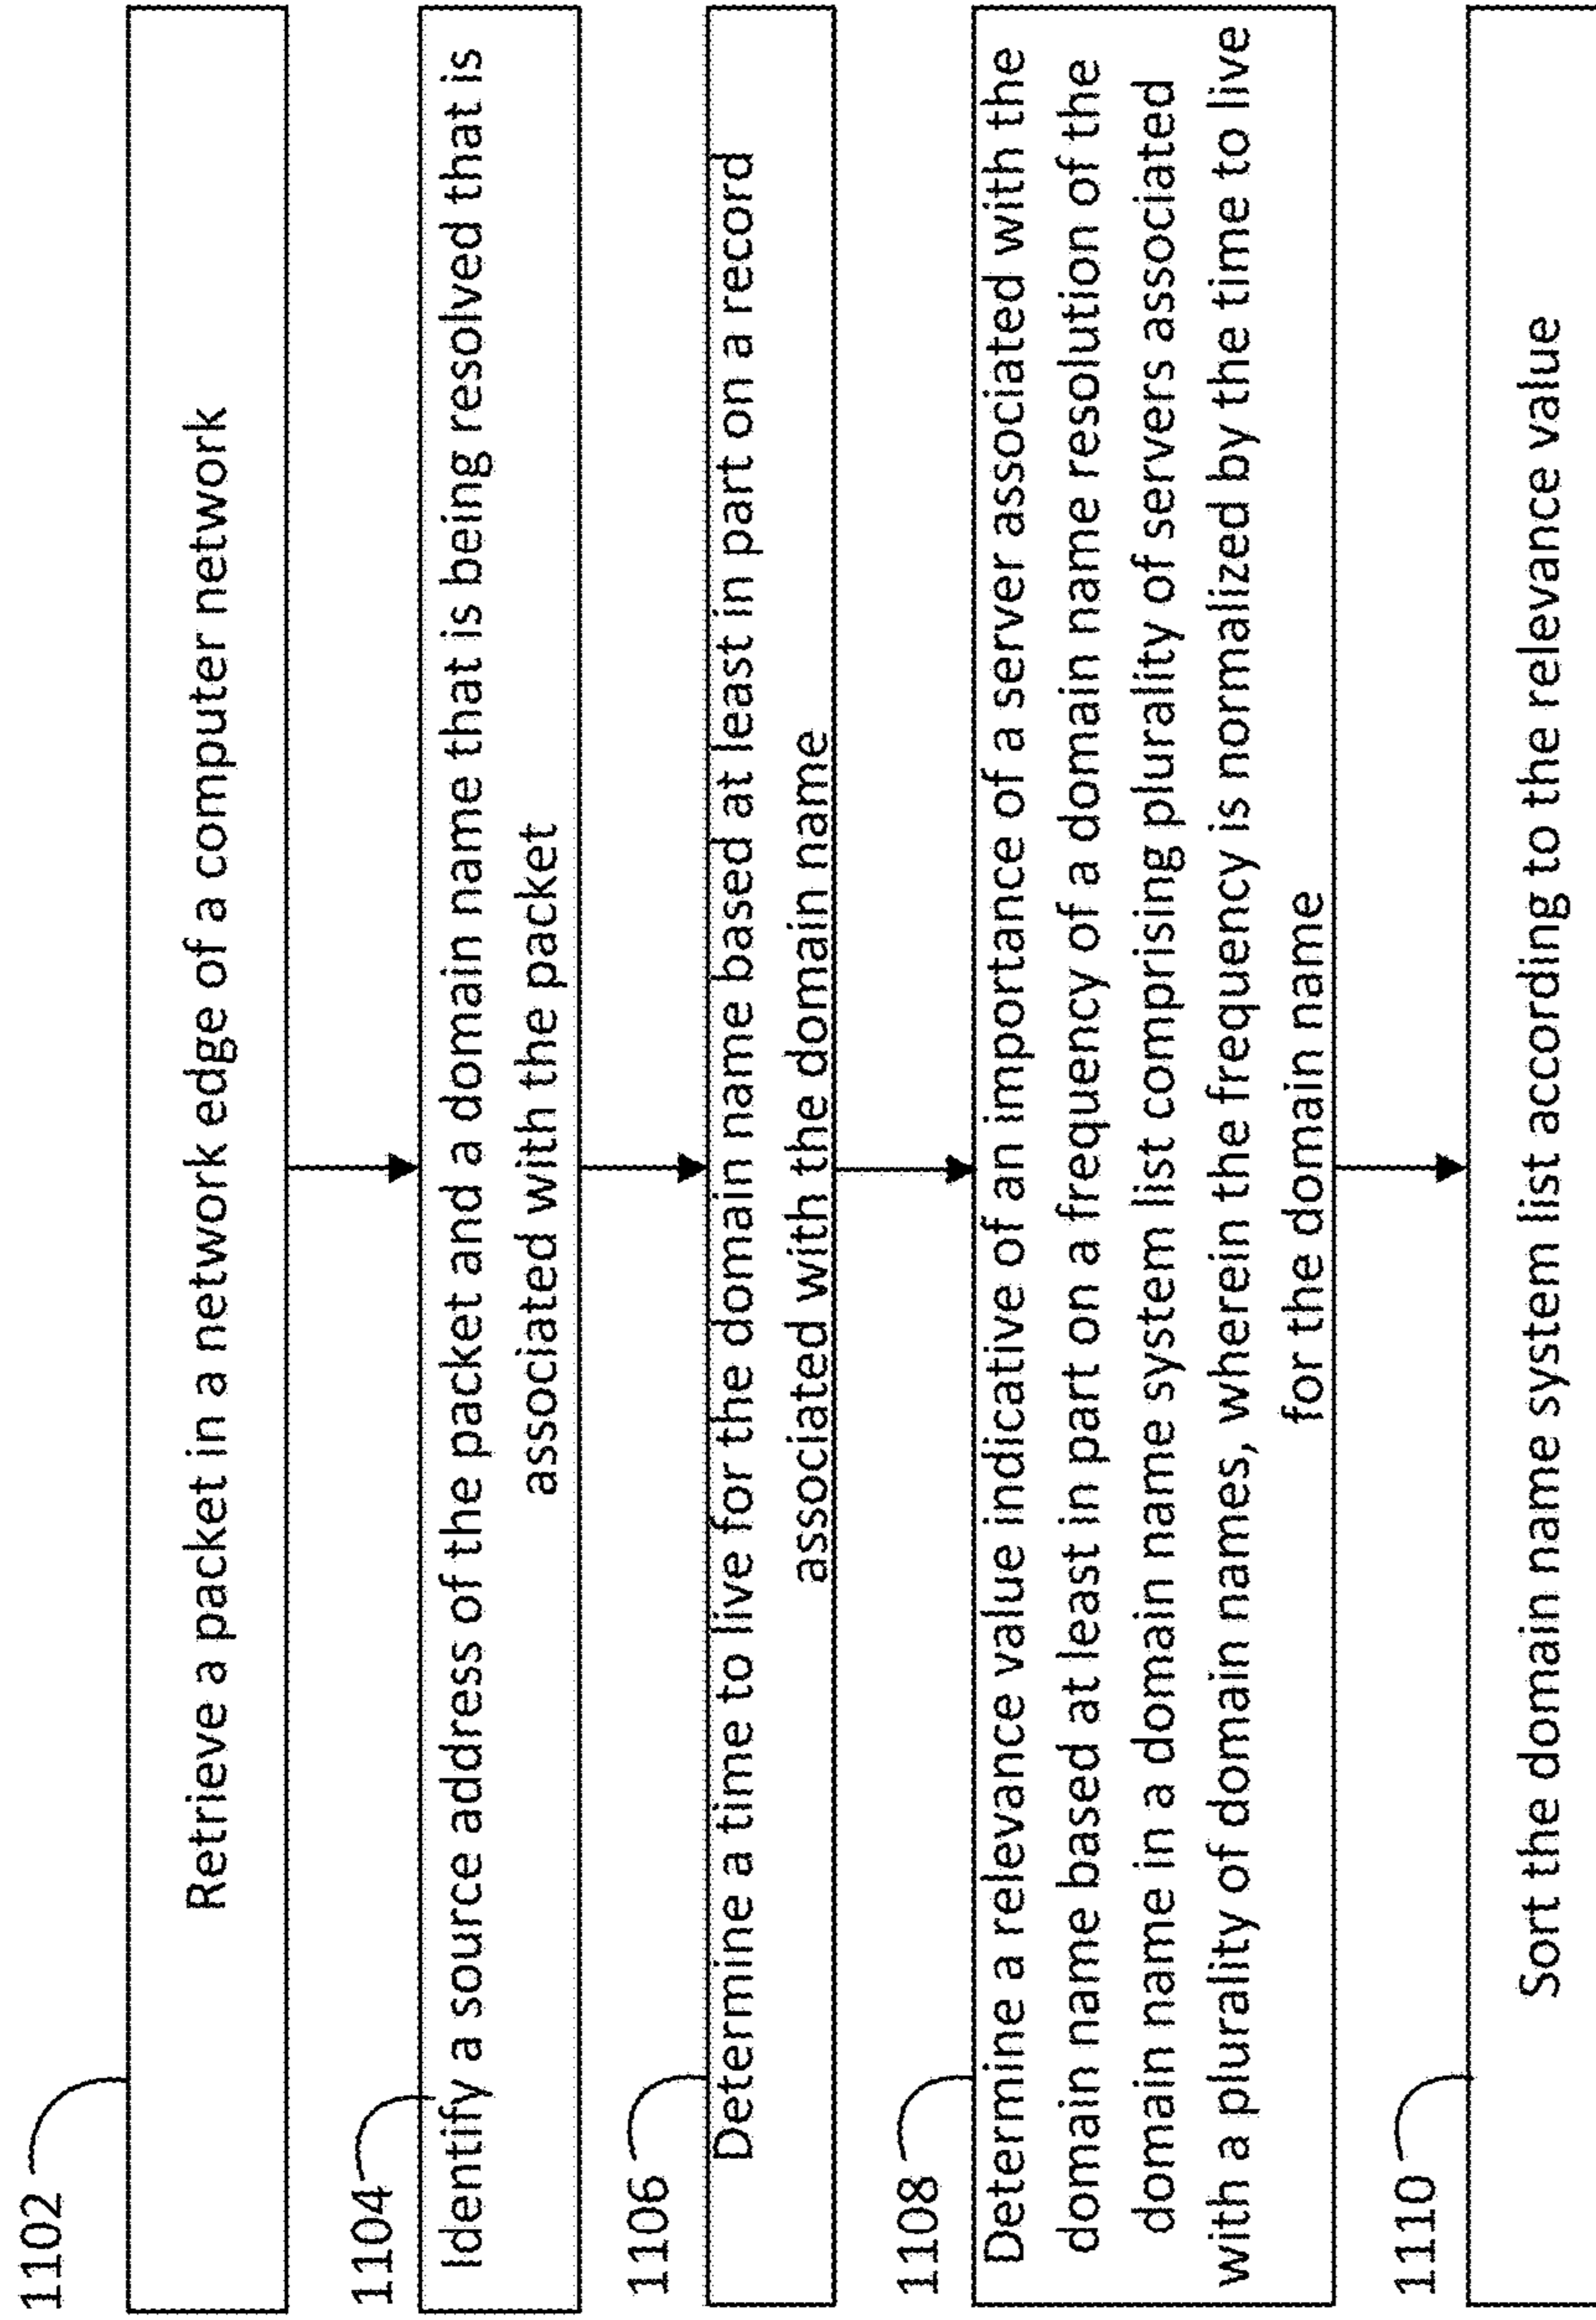 1102
Retrieve a packet in a network edge of a computer network
1104
Identify a source address of the packet and a domain name that is being resolved that is
associated with the packet
1106
Determine a time to live for the domain name based at least in part on a record
associated with the domain name
1108
Determine a relevance value indicative of an importance of a server associated with the
domain name based at least in part on a frequency of a domain name resolution of the
domain name in a domain name system list comprising plurality of servers associated
with a plurality of domain names, wherein the frequency is normalized by the time to live
for the domain name
1110
Sort the domain name system list according to the relevance value